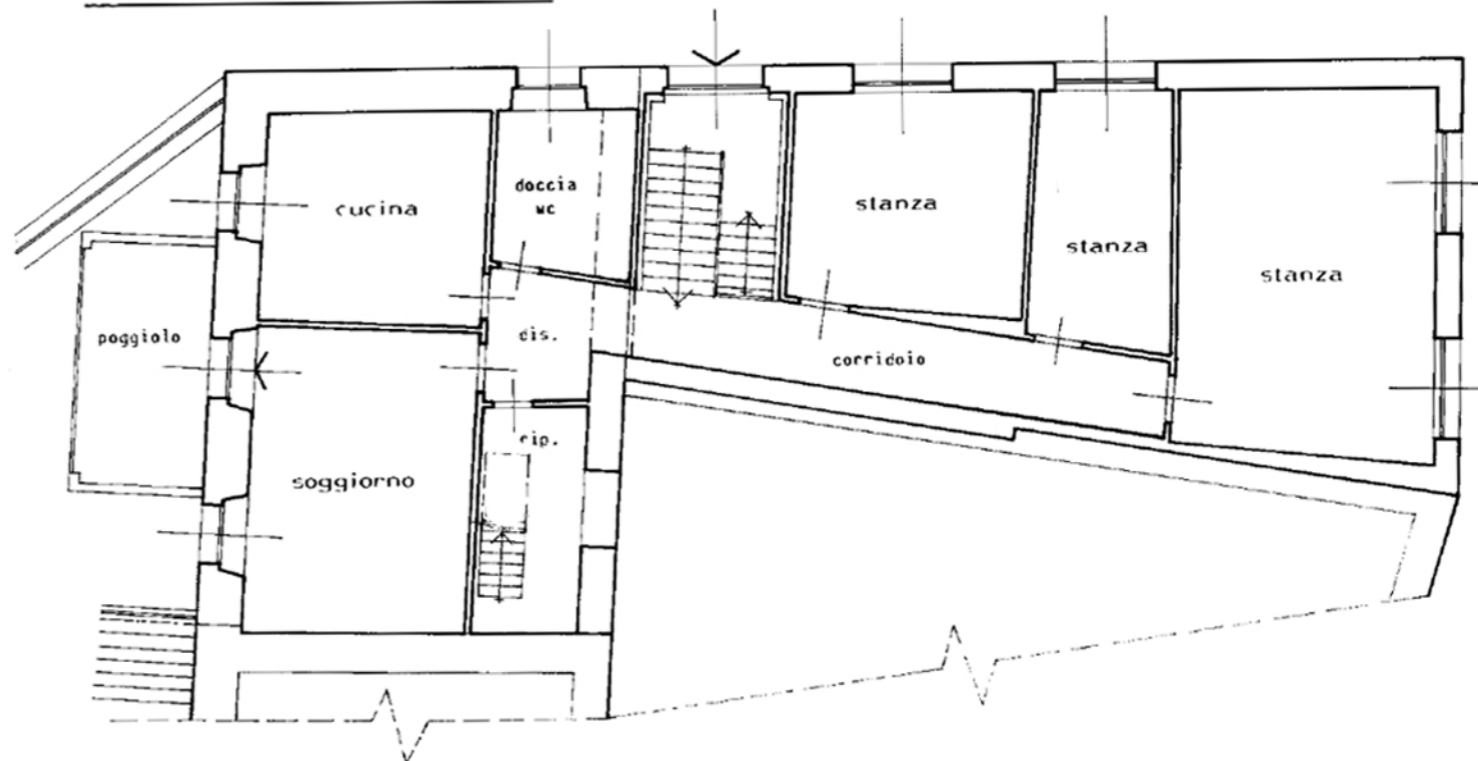 cucina
doccia
wc
stanza
stanza
stanza
poggiolo
dis.
corridoio
rip.
soggiorno